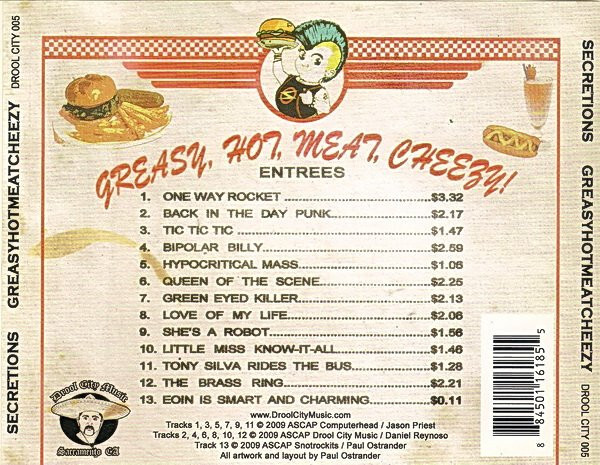 SECRETIONS GREASYHOTMEATCHEEZY DROOL CITY 005
GREASY, HOT, MEAT, CHEEZY!
ENTREES
1. ONE WAY ROCKET ........ $3.32
2. BACK IN THE DAY PUNK........ $2.17
3. TIC TIC TIC ........ $1.47
4. BIPOLAR BILLY........ $2.59
5. HYPOCRITICAL MASS........ $1.06
6. QUEEN OF THE SCENE........ $2.25
7. GREEN EYED KILLER........ $2.13
8. LOVE OF MY LIFE........ $2.06
9. SHE'S A ROBOT........ $1.56
10. LITTLE MISS KNOW-IT-ALL........ $1.46
11. TONY SILVA RIDES THE BUS........ $1.28
12. THE BRASS RING........ $2.21
13. EOIN IS SMART AND CHARMING........ $0.11
www.DroolCityMusic.com
Tracks 1, 3, 5, 7, 9, 11 © 2009 ASCAP Computerhead / Jason Priest
Tracks 2, 4, 6, 8, 10, 12 © 2009 ASCAP Drool City Music / Daniel Reynoso
Track 13 © 2009 ASCAP Snotrockits / Paul Ostrander
All artwork and layout by Paul Ostrander
Drool City Music
Sacramento CA
8 84501 16185 5
SECRETIONS GREASYHOTMEATCHEEZY DROOL CITY 005